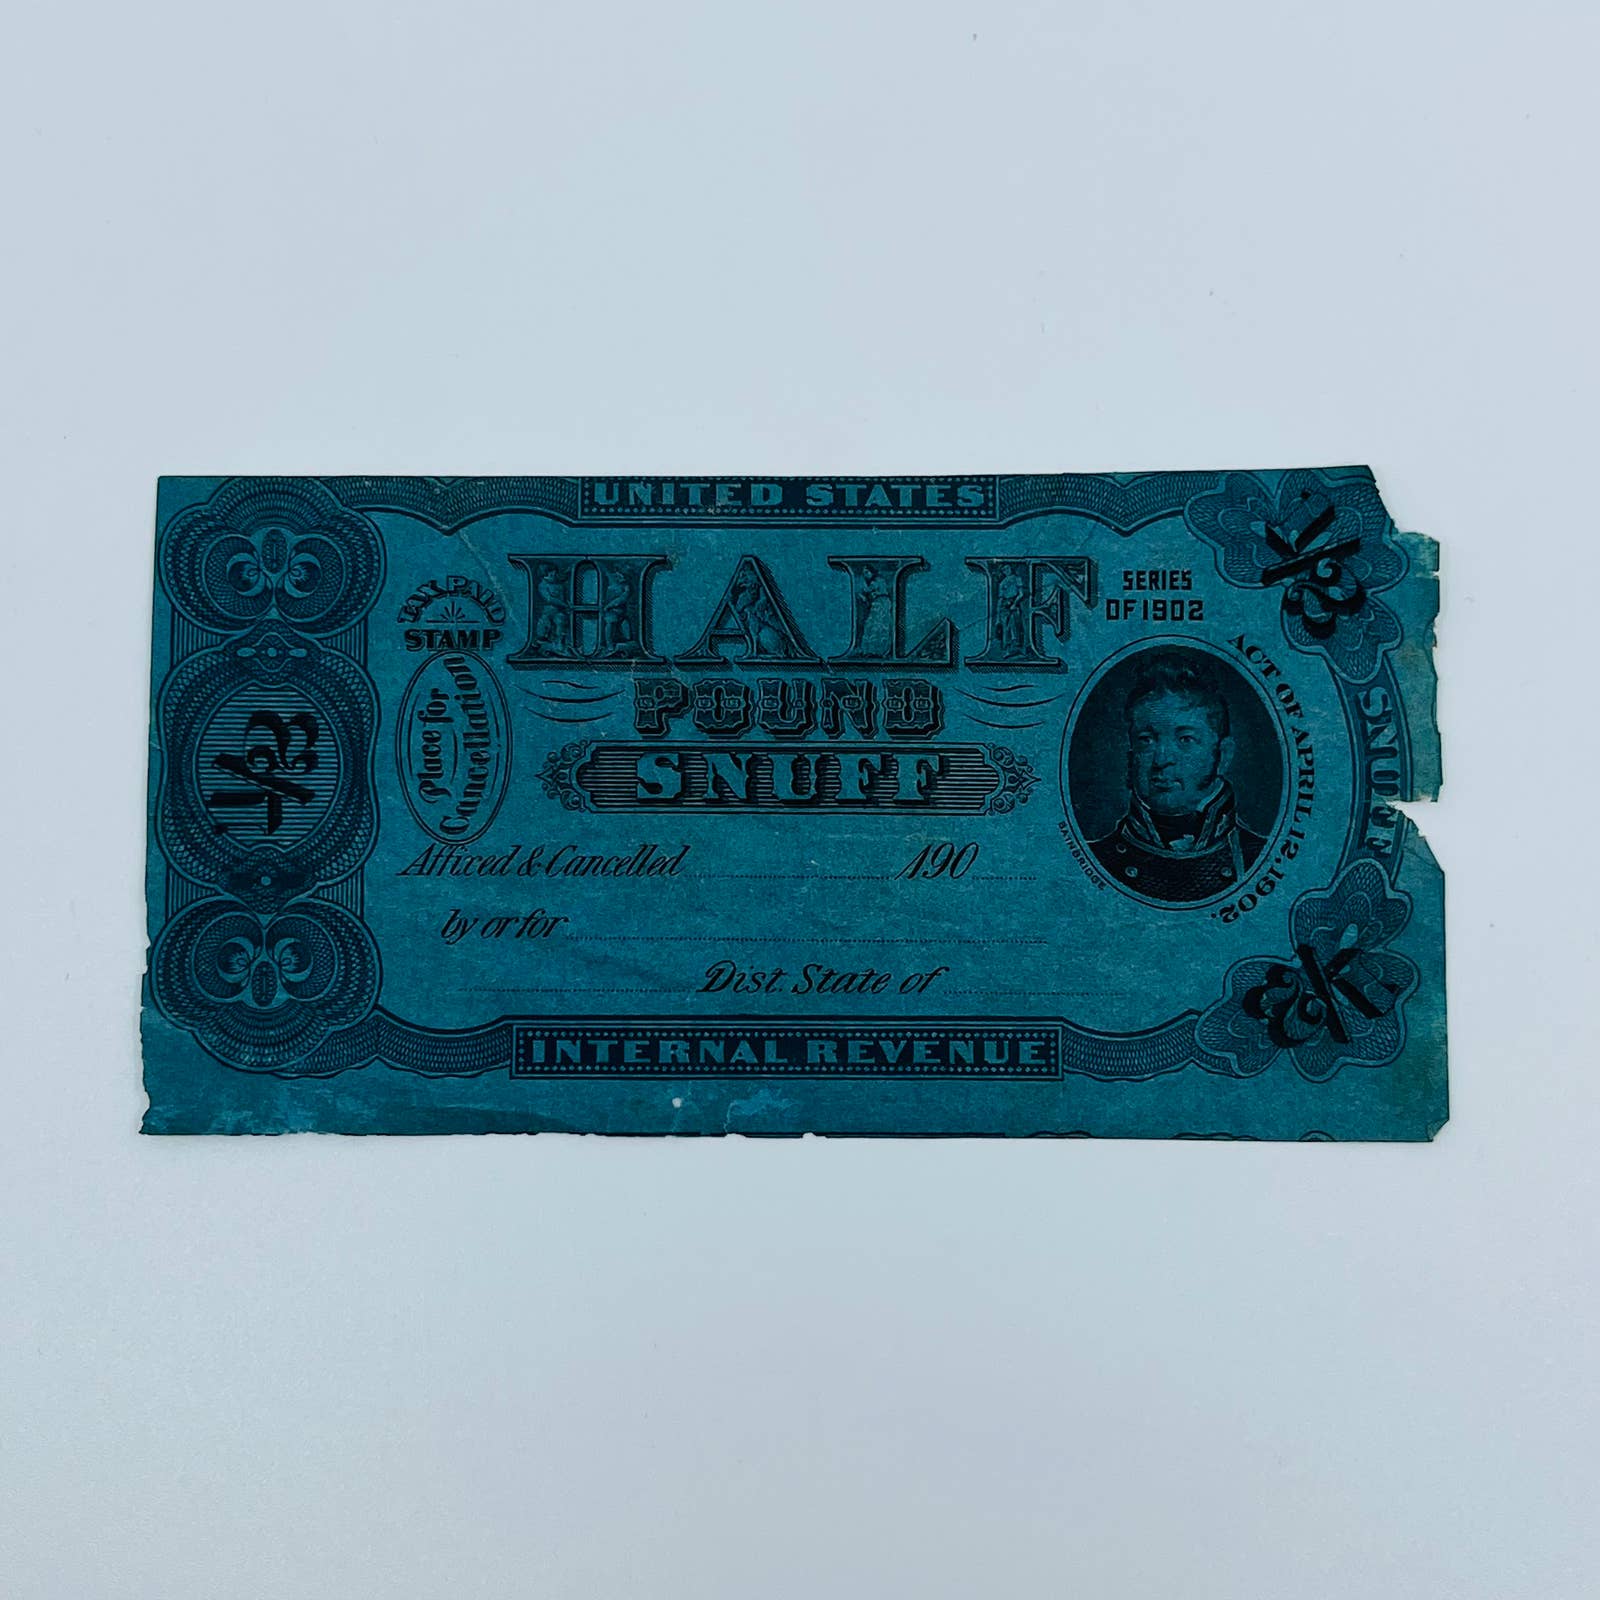 UNITED STATES
1/2
TAX PAID
STAMP
HALF
SERIES
OF 1902
POUND
SNUFF
Place for
Cancellation
1/2
BAINBRIDGE
ACT OF APRIL 12, 1902.
SNUFF
Affixed & Cancelled 190
by or for
Dist. State of
1/2
INTERNAL REVENUE